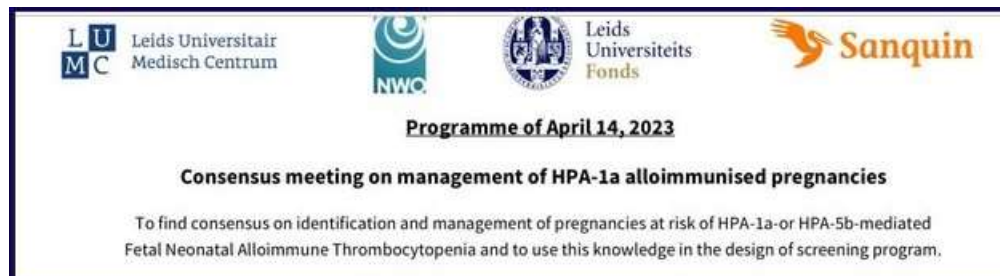 L U
M C
Leids Universitair
Medisch Centrum
NWO
Leids
Universiteits
Fonds
Sanquin
Programme of April 14, 2023
Consensus meeting on management of HPA-1a alloimmunised pregnancies
To find consensus on identification and management of pregnancies at risk of HPA-1a-or HPA-5b-mediated
Fetal Neonatal Alloimmune Thrombocytopenia and to use this knowledge in the design of screening program.